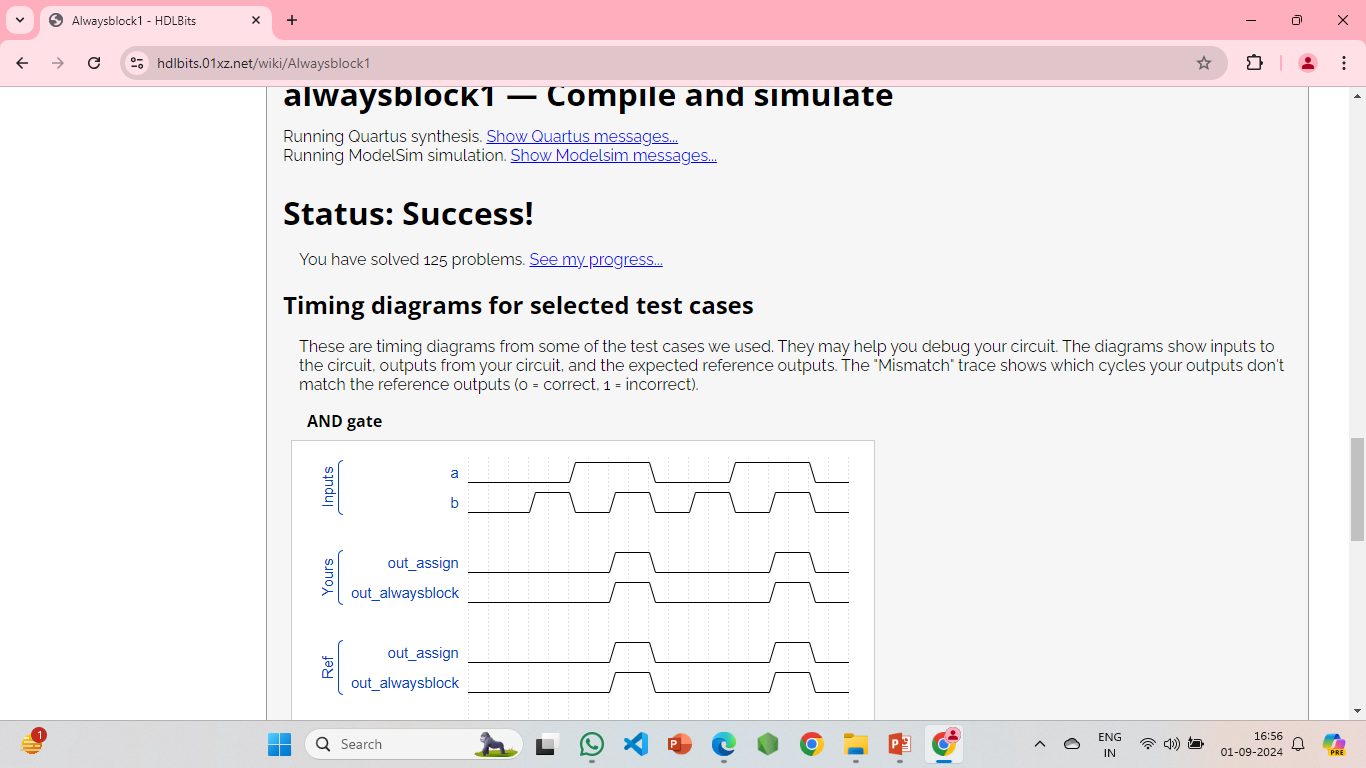 Alwaysblock1 - HDLBits
hdlbits.01xz.net/wiki/Alwaysblock1
alwaysblock1 — Compile and simulate
Running Quartus synthesis. Show Quartus messages...
Running ModelSim simulation. Show Modelsim messages...
Status: Success!
You have solved 125 problems. See my progress...
Timing diagrams for selected test cases
These are timing diagrams from some of the test cases we used. They may help you debug your circuit. The diagrams show inputs to
the circuit, outputs from your circuit, and the expected reference outputs. The "Mismatch" trace shows which cycles your outputs don't
match the reference outputs (0 = correct, 1 = incorrect).
AND gate
Inputs
a
b
Yours
out_assign
out_alwaysblock
Ref
out_assign
out_alwaysblock
1
Search
ENG
IN
16:56
01-09-2024
PRE